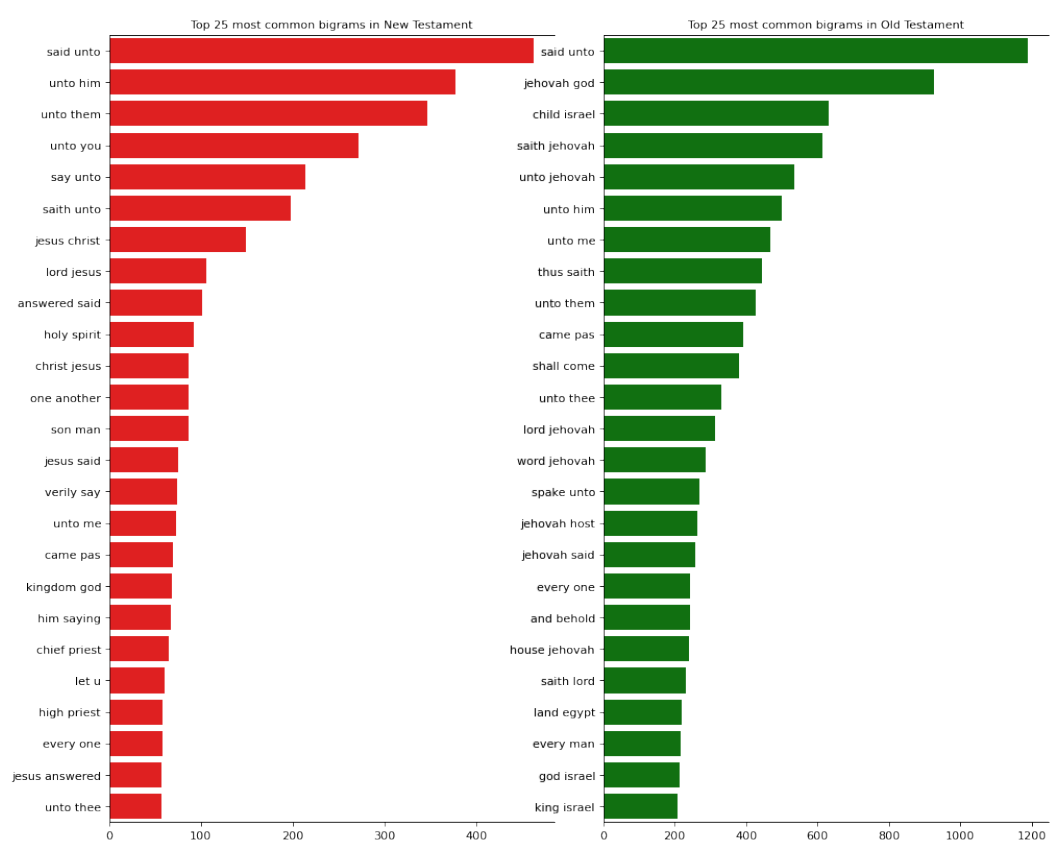 Top 25 most common bigrams in New Testament
said unto
unto him
unto them
unto you
say unto
saith unto
jesus christ
lord jesus
answered said
holy spirit
christ jesus
one another
son man
jesus said
verily say
unto me
came pas
kingdom god
him saying
chief priest
let u
high priest
every one
jesus answered
unto thee
0 100 200 300 400
Top 25 most common bigrams in Old Testament
said unto
jehovah god
child israel
saith jehovah
unto jehovah
unto him
unto me
thus saith
unto them
came pas
shall come
unto thee
lord jehovah
word jehovah
spake unto
jehovah host
jehovah said
every one
and behold
house jehovah
saith lord
land egypt
every man
god israel
king israel
0 200 400 600 800 1000 1200